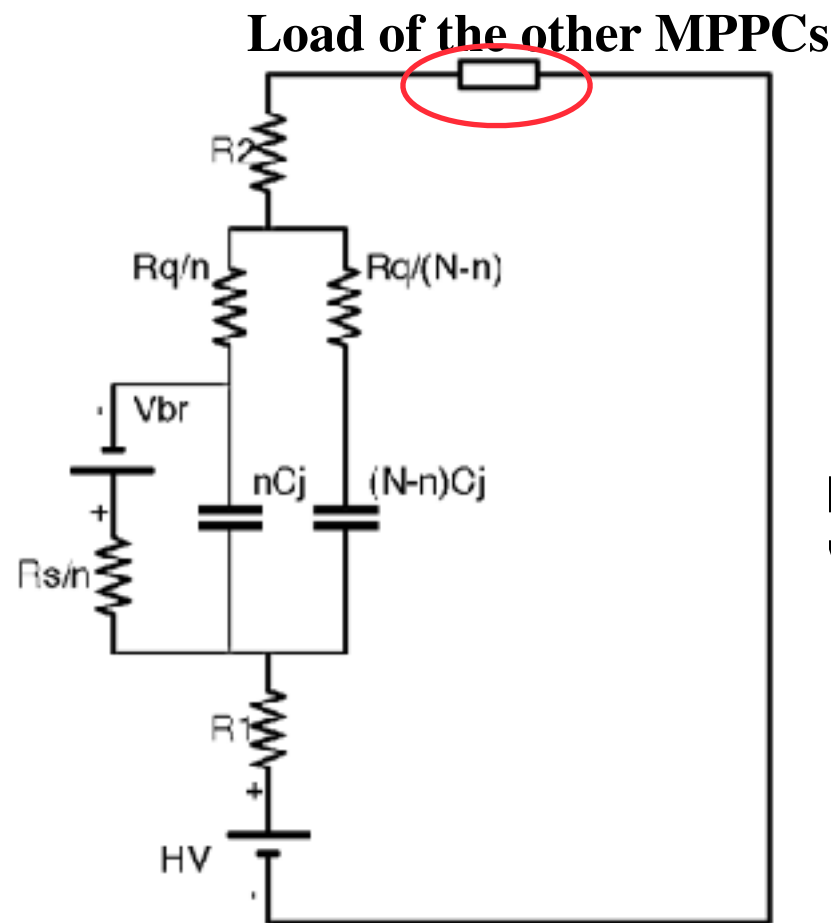 Load of the other MPPCs
R2
Rq/n
Rq/(N-n)
-
Vbr
nCj
(N-n)Cj
+
Rs/n
R1
+
HV
-